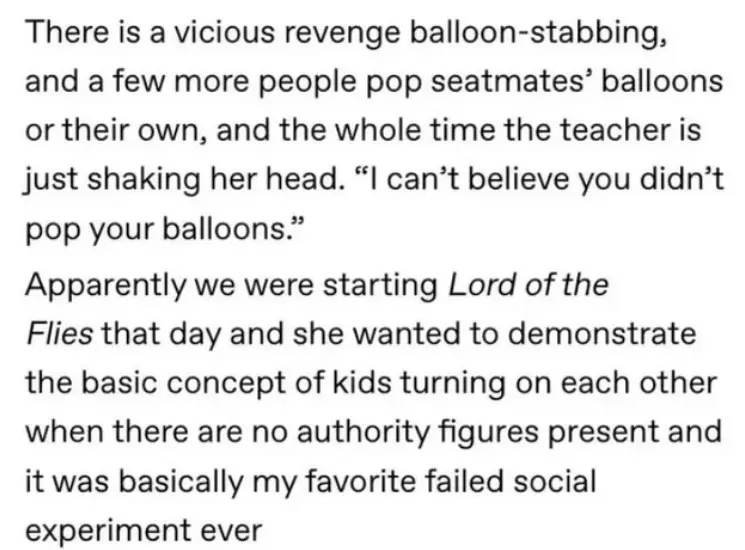 There is a vicious revenge balloon-stabbing,
and a few more people pop seatmates’ balloons
or their own, and the whole time the teacher is
just shaking her head. “I can’t believe you didn’t
pop your balloons.”
Apparently we were starting Lord of the
Flies that day and she wanted to demonstrate
the basic concept of kids turning on each other
when there are no authority figures present and
it was basically my favorite failed social
experiment ever